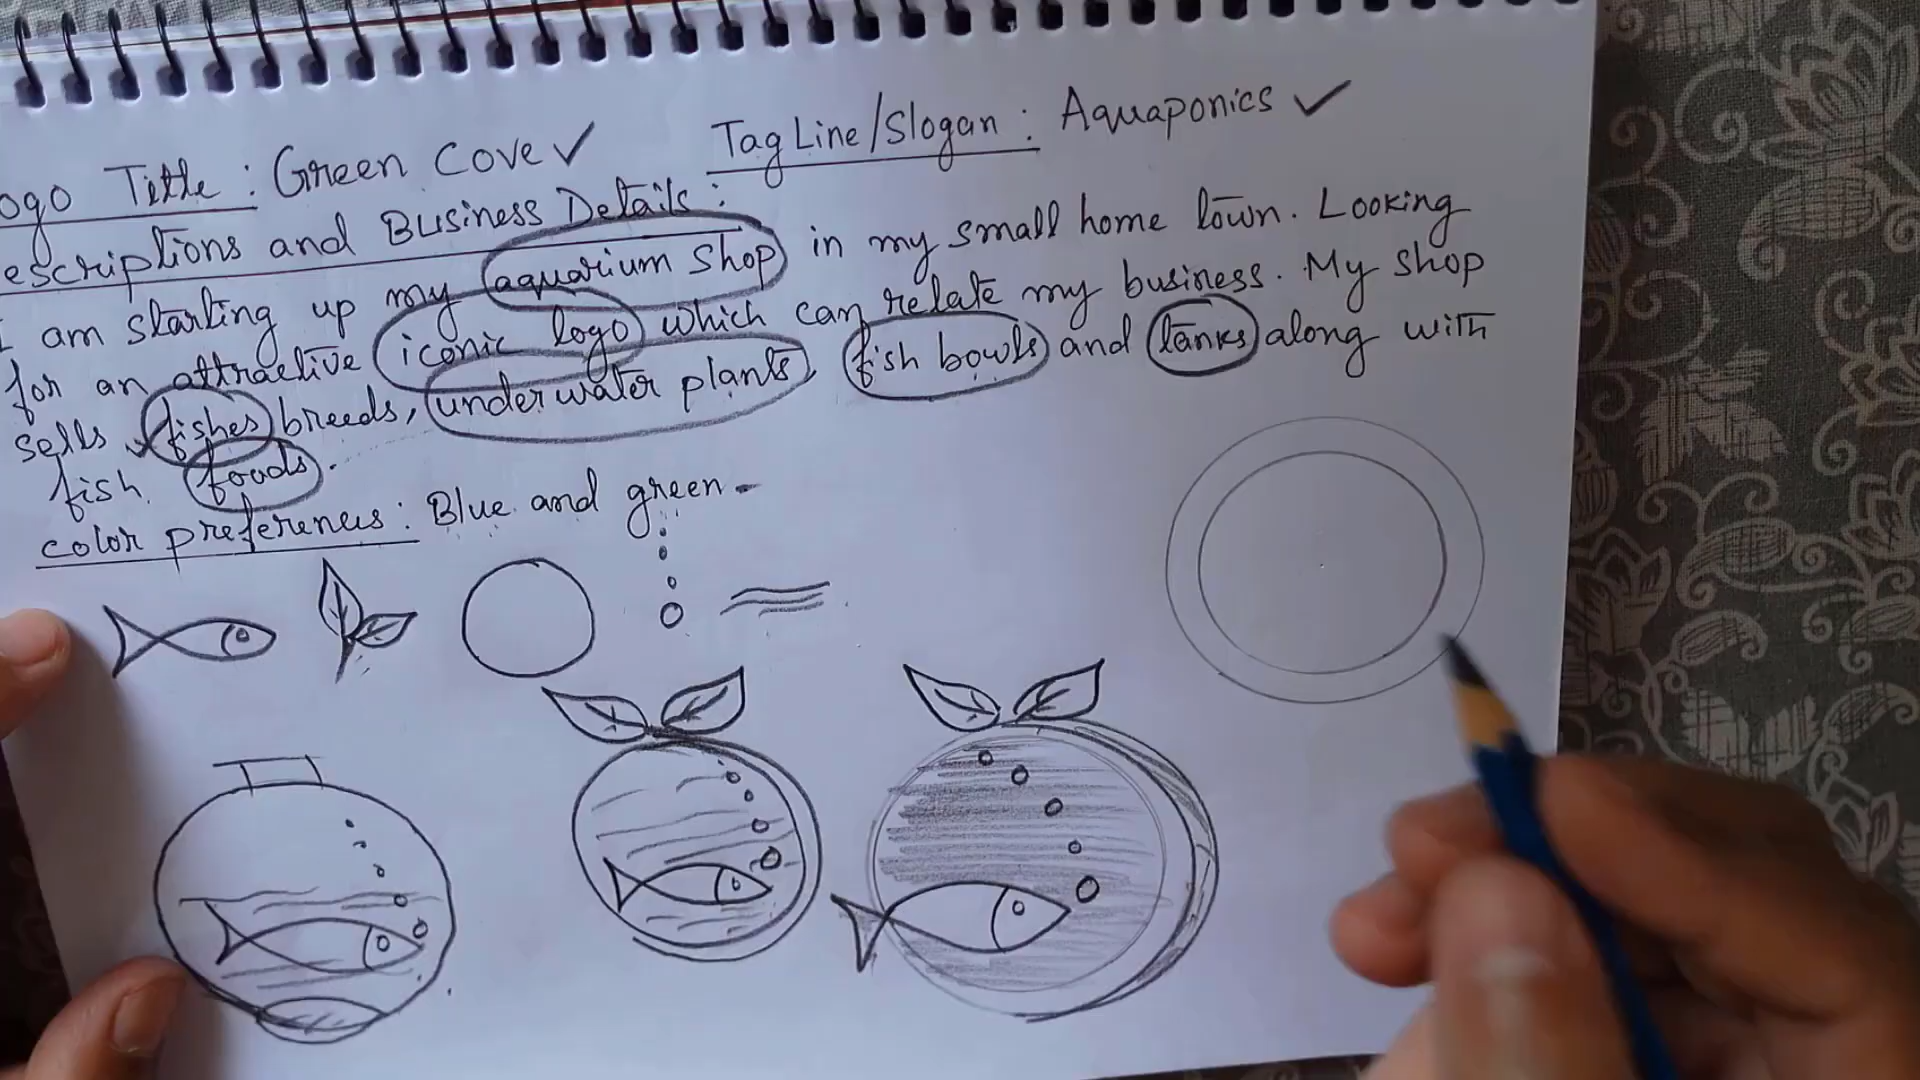 ogo Title : Green Cove ✓ Tag Line/Slogan : Aquaponics ✓
escriptions and Business Details :
I am starting up my aquarium shop in my small home town. Looking
for an attractive iconic logo which can relate my business. My shop
sells fishes breeds, underwater plants, fish bowls and tanks along with
fish foods.
color preferences : Blue and green.